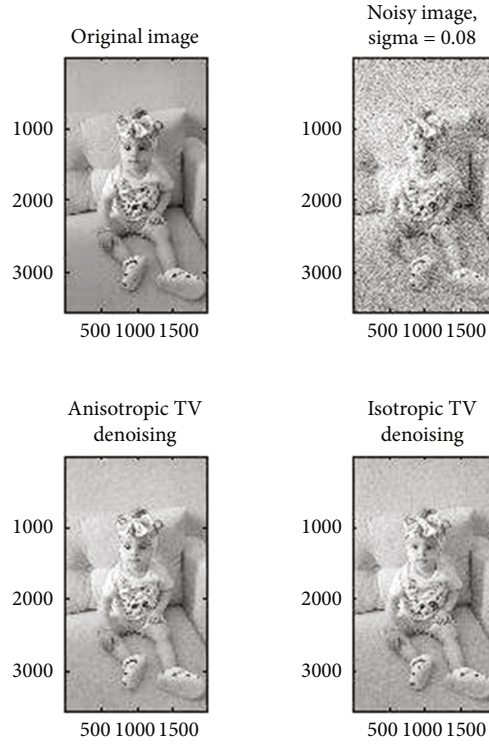 Original image
1000
2000
3000
500 1000 1500
Noisy image,
sigma = 0.08
1000
2000
3000
500 1000 1500
Anisotropic TV
denoising
1000
2000
3000
500 1000 1500
Isotropic TV
denoising
1000
2000
3000
500 1000 1500